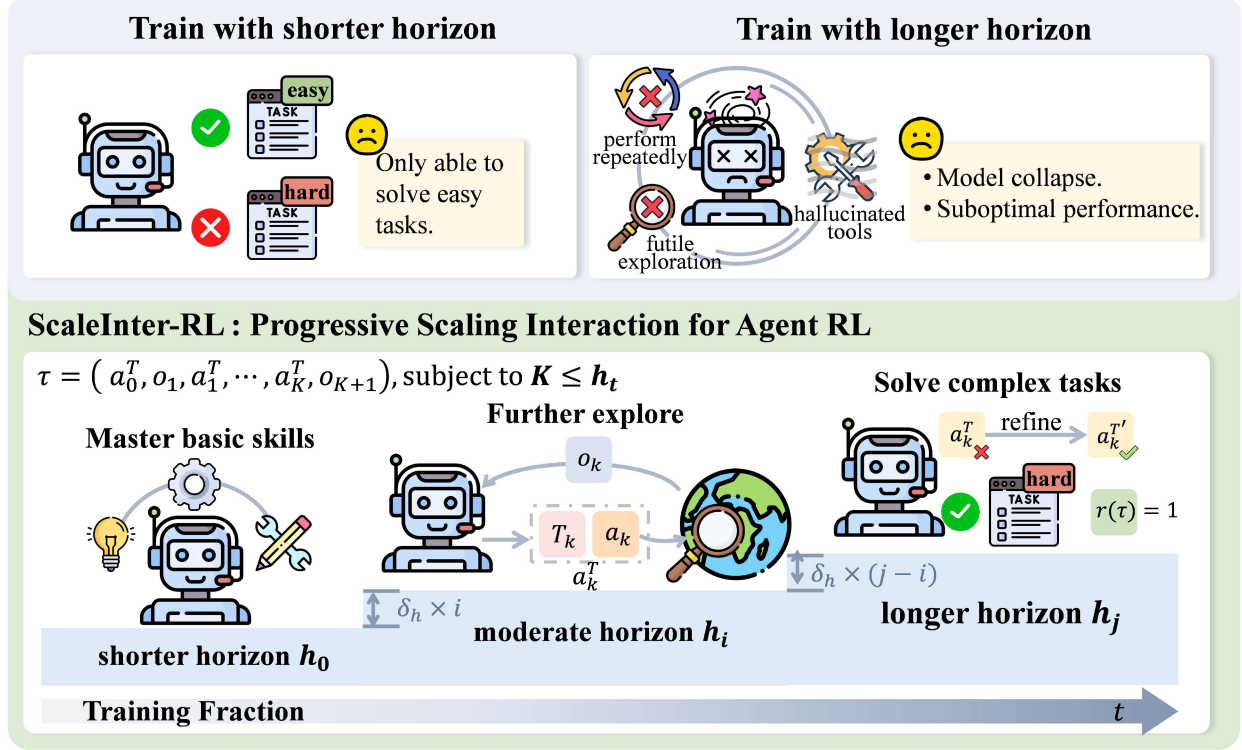 Train with shorter horizon
easy
TASK
hard
TASK
Only able to
solve easy
tasks.
Train with longer horizon
perform
repeatedly
futile
exploration
hallucinated
tools
• Model collapse.
• Suboptimal performance.
ScaleInter-RL : Progressive Scaling Interaction for Agent RL
τ = ( a_0^T, o_1, a_1^T, ⋯, a_K^T, o_{K+1}), subject to K ≤ h_t
Master basic skills
shorter horizon h_0
Further explore
o_k
T_k a_k
a_k^T
δ_h × i
moderate horizon h_i
Solve complex tasks
a_k^T refine a_k^{T′}
hard
TASK
r(τ) = 1
δ_h × (j − i)
longer horizon h_j
Training Fraction t